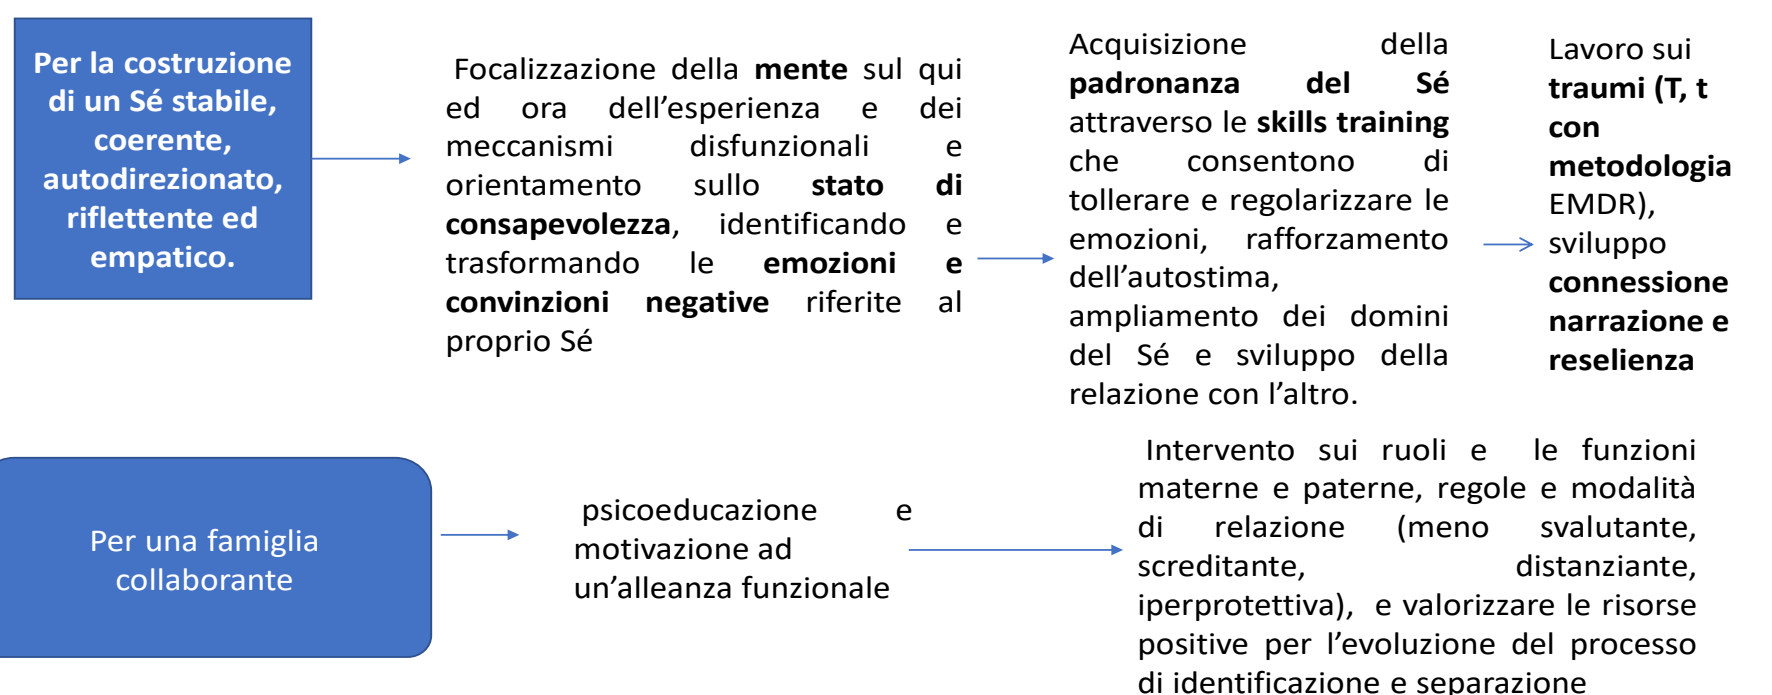 Per la costruzione
di un Sé stabile,
coerente,
autodirezionato,
riflettente ed
empatico.
Focalizzazione della mente sul qui
ed ora dell’esperienza e dei
meccanismi disfunzionali e
orientamento sullo stato di
consapevolezza, identificando e
trasformando le emozioni e
convinzioni negative riferite al
proprio Sé
Acquisizione della
padronanza del Sé
attraverso le skills training
che consentono di
tollerare e regolarizzare le
emozioni, rafforzamento
dell’autostima,
ampliamento dei domini
del Sé e sviluppo della
relazione con l’altro.
Lavoro sui
traumi (T, t
con
metodologia
EMDR),
sviluppo
connessione
narrazione e
reselienza
Per una famiglia
collaborante
psicoeducazione e
motivazione ad
un’alleanza funzionale
Intervento sui ruoli e le funzioni
materne e paterne, regole e modalità
di relazione (meno svalutante,
screditante, distanziante,
iperprotettiva), e valorizzare le risorse
positive per l’evoluzione del processo
di identificazione e separazione